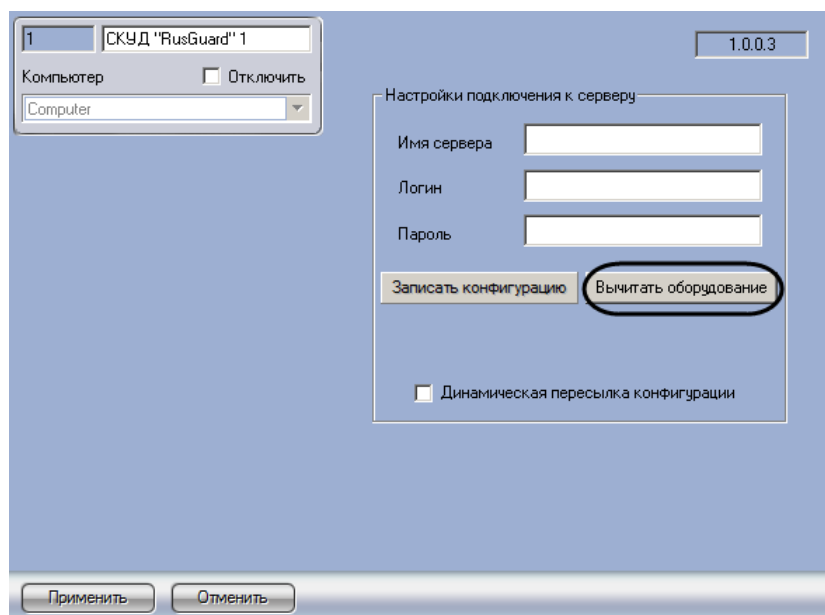 1
СКУД "RusGuard" 1
1.0.0.3
Компьютер
Отключить
Computer
Настройки подключения к серверу
Имя сервера
Логин
Пароль
Записать конфигурацию
Вычитать оборудование
Динамическая пересылка конфигурации
Применить
Отменить